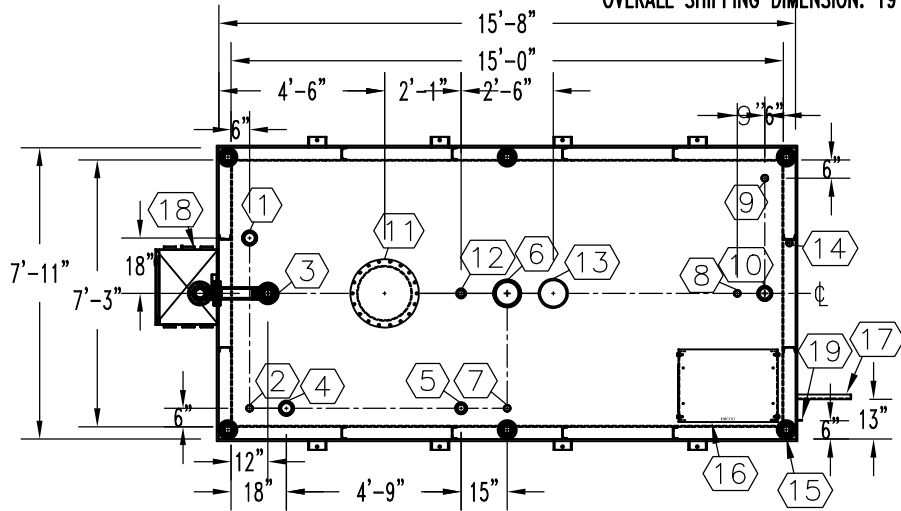 OVERALL SHIPPING DIMENSION: 19'
15'-8"
15'-0"
4'-6" 2'-1" 2'-6"
6" 9" 6"
6"
1 11 9
18 14
7'-11" 18" 7'-3"
3 12 6 13 8 10 ℄
2 4 5 7 19 17
6" 6" 13"
12" 16 15
18" 4'-9" 15"